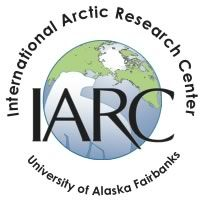 International Arctic Research Center
IARC
University of Alaska Fairbanks